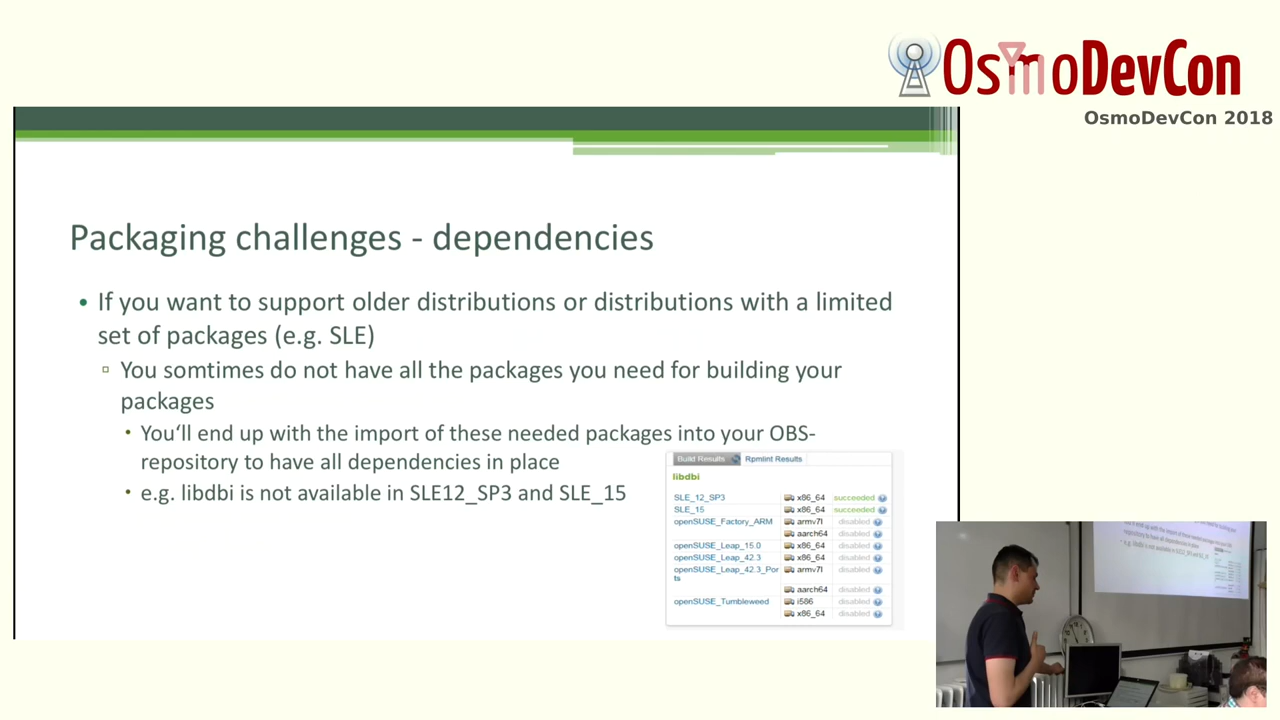 OsmoDevCon
OsmoDevCon 2018
Packaging challenges - dependencies
• If you want to support older distributions or distributions with a limited
set of packages (e.g. SLE)
▫ You somtimes do not have all the packages you need for building your
packages
• You‘ll end up with the import of these needed packages into your OBS-
repository to have all dependencies in place
• e.g. libdbi is not available in SLE12_SP3 and SLE_15
Build Results Rpmlint Results
libdbi
SLE_12_SP3 x86_64 succeeded
SLE_15 x86_64 succeeded
openSUSE_Factory_ARM armv7l disabled
aarch64 disabled
openSUSE_Leap_15.0 x86_64 disabled
openSUSE_Leap_42.3 x86_64 disabled
openSUSE_Leap_42.3_Por armv7l disabled
ts
aarch64 disabled
openSUSE_Tumbleweed i586 disabled
x86_64 disabled